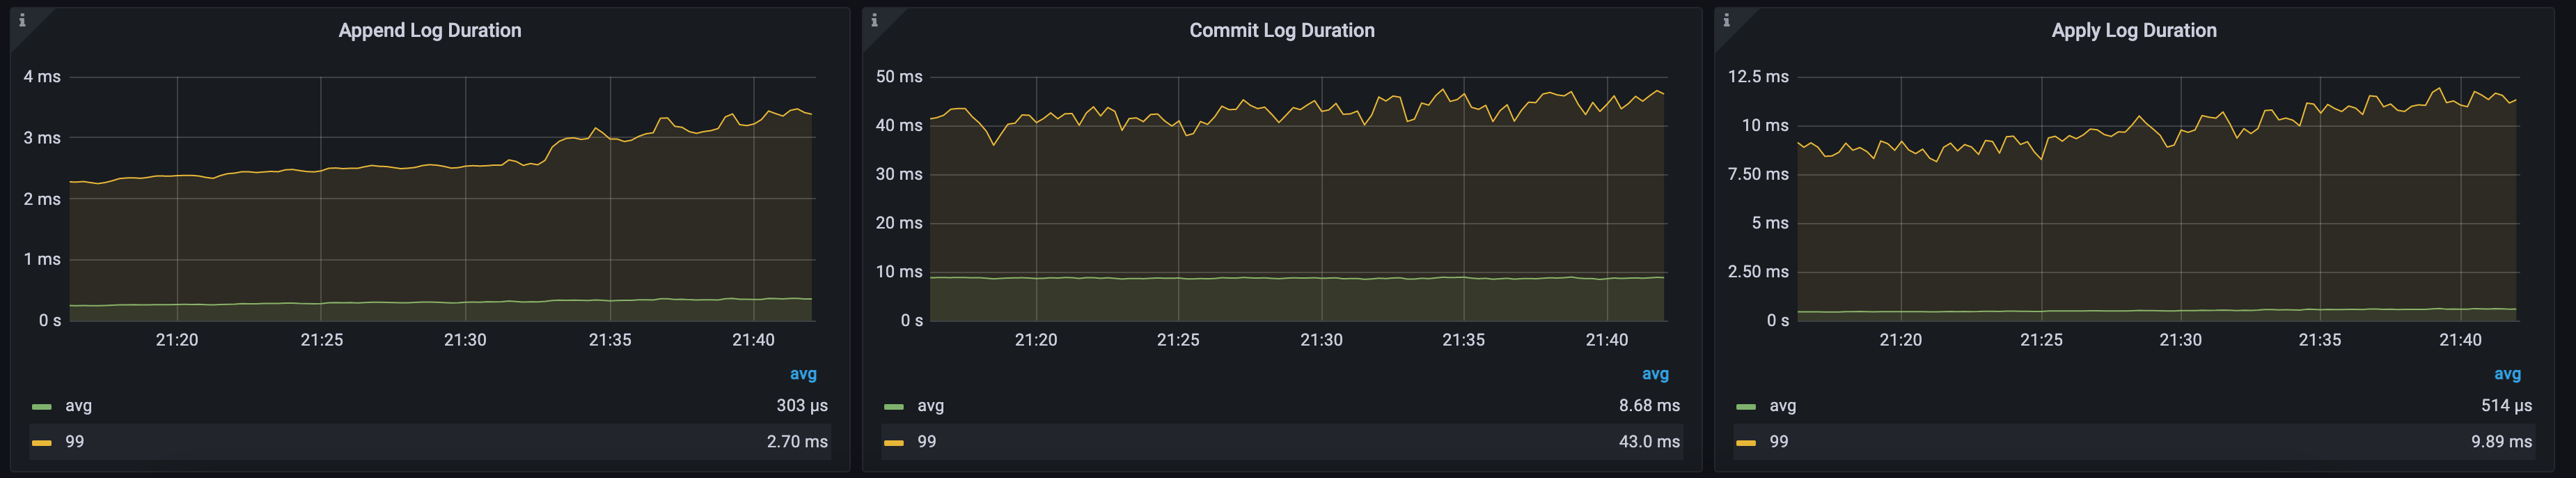 Append Log Duration
4 ms
3 ms
2 ms
1 ms
0 s
21:20 21:25 21:30 21:35 21:40
avg
avg 303 µs
99 2.70 ms
Commit Log Duration
50 ms
40 ms
30 ms
20 ms
10 ms
0 s
21:20 21:25 21:30 21:35 21:40
avg
avg 8.68 ms
99 43.0 ms
Apply Log Duration
12.5 ms
10 ms
7.50 ms
5 ms
2.50 ms
0 s
21:20 21:25 21:30 21:35 21:40
avg
avg 514 µs
99 9.89 ms